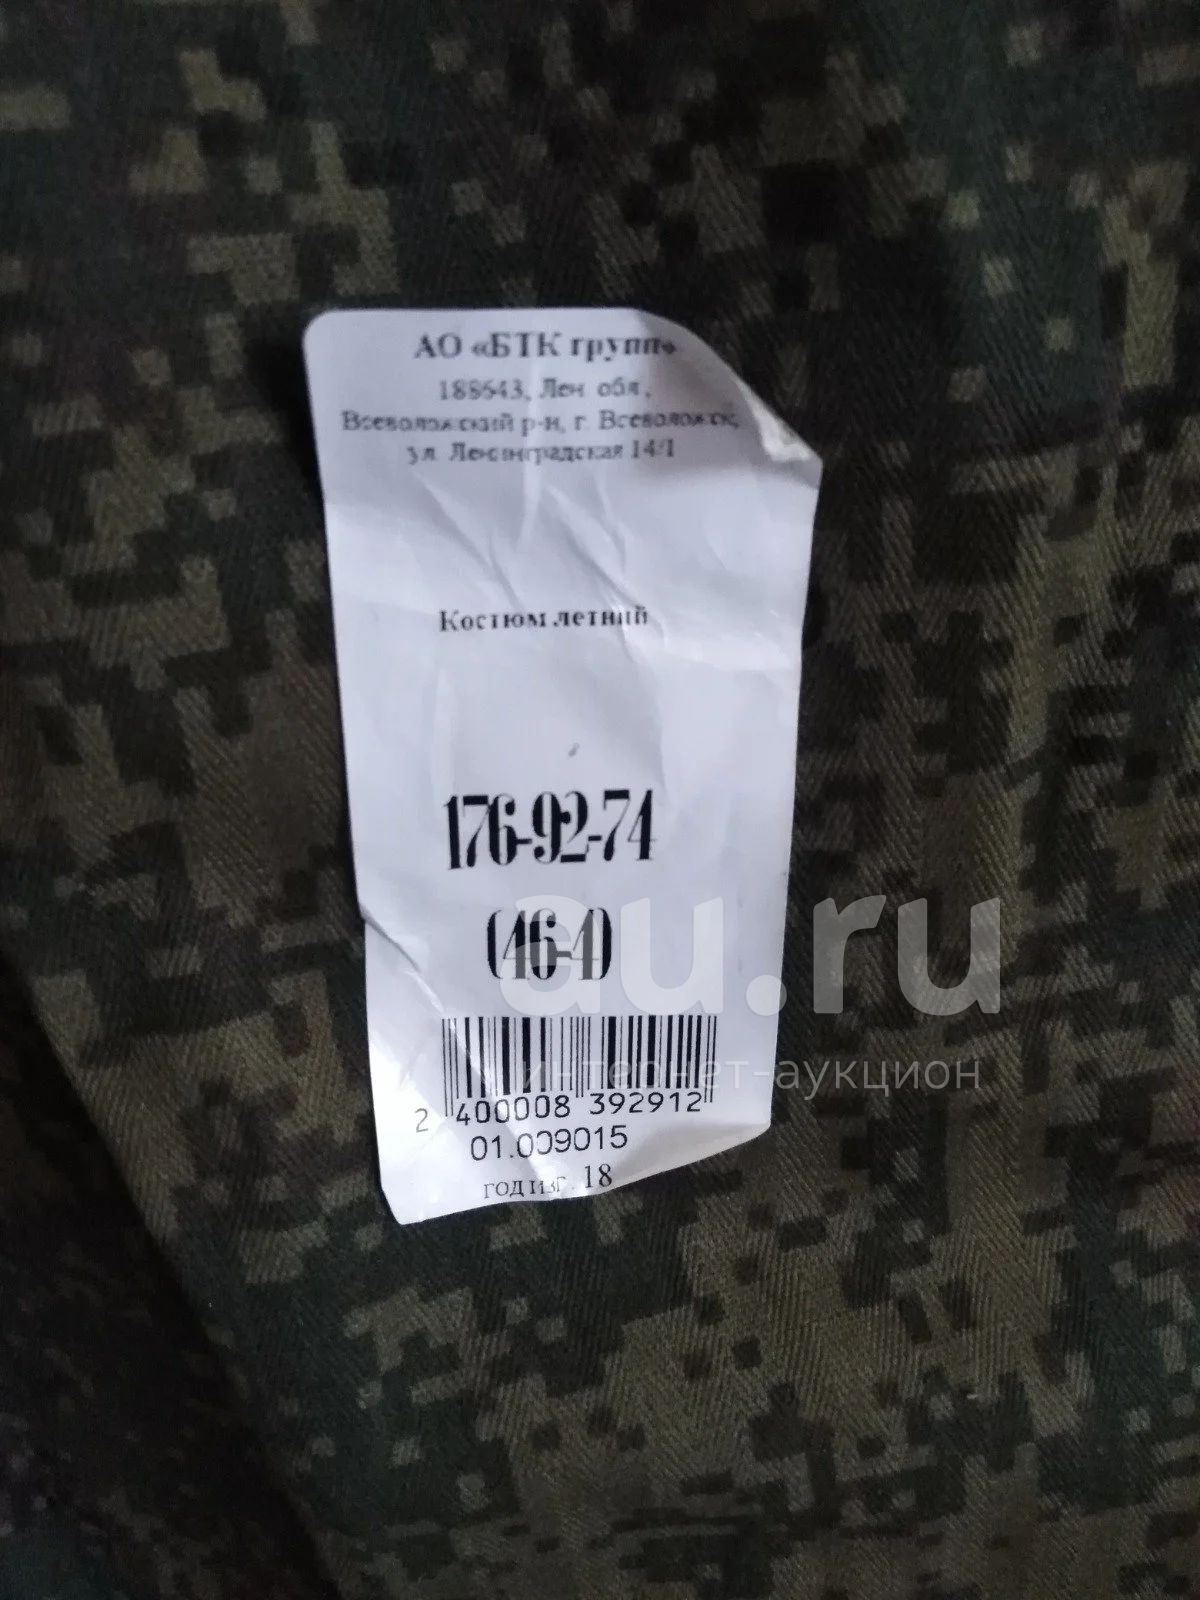 АО «БТК групп»
188643, Лен. обл.,
Всеволожский р-н, г. Всеволожск,
ул. Ленинградская 14/1
Костюм летний
176-92-74
(46-4)
2 400008 392912
01.009015
год изг. 18
au.ru
интернет-аукцион